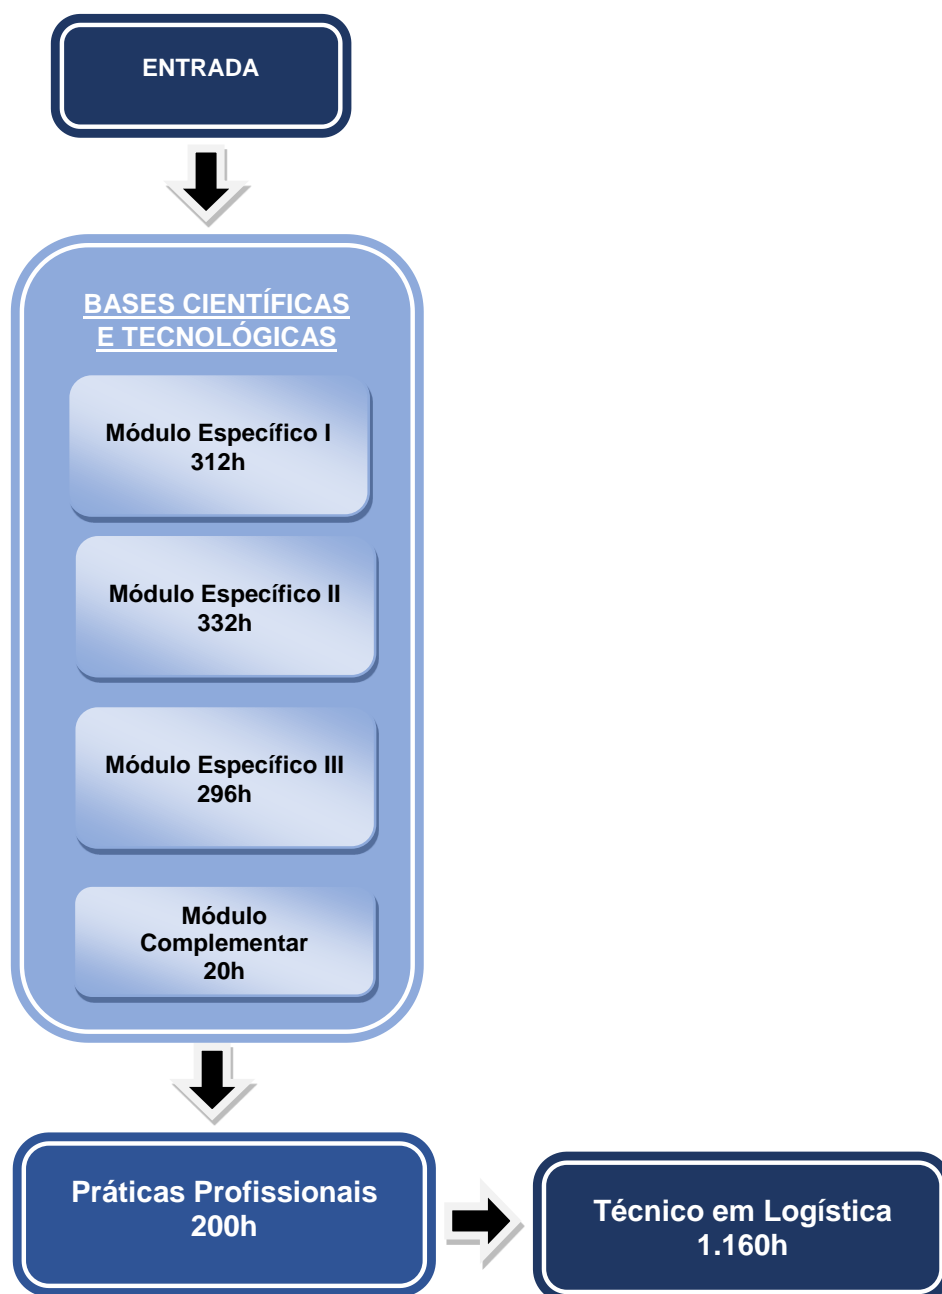 ENTRADA
BASES CIENTÍFICAS
E TECNOLÓGICAS
Módulo Específico I
312h
Módulo Específico II
332h
Módulo Específico III
296h
Módulo
Complementar
20h
Práticas Profissionais
200h
Técnico em Logística
1.160h